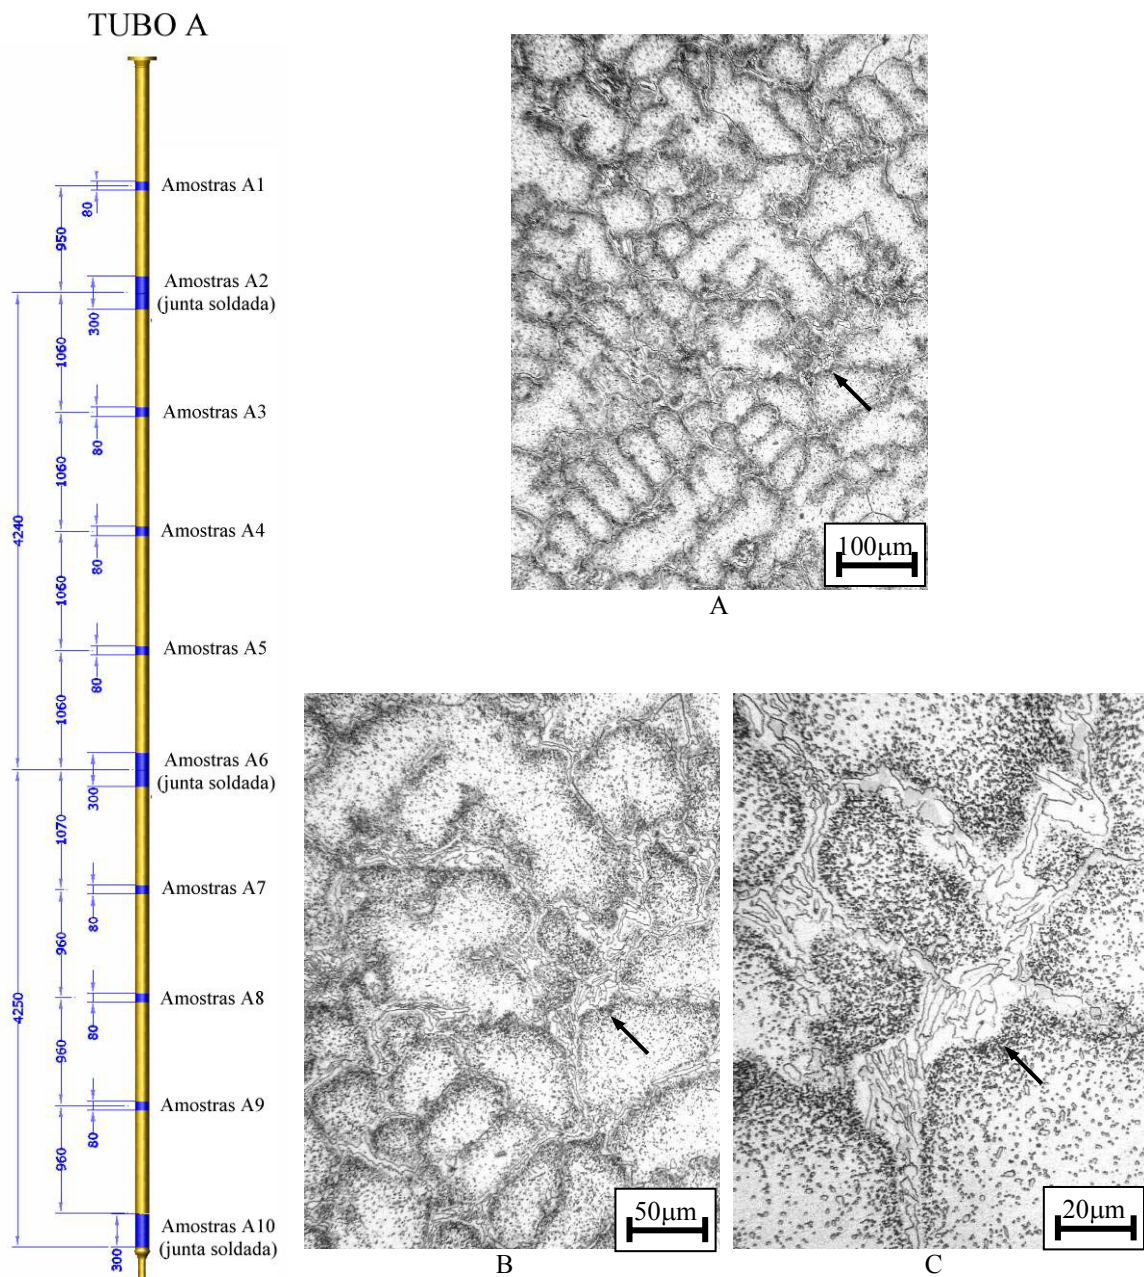 TUBO A
Amostras A1
80
950
Amostras A2
(junta soldada)
300
1060
Amostras A3
80
1060
Amostras A4
80
4240
1060
Amostras A5
80
1060
Amostras A6
(junta soldada)
300
1070
Amostras A7
80
960
Amostras A8
80
4250
960
Amostras A9
80
960
Amostras A10
(junta soldada)
300
100µm
A
50µm
B
20µm
C